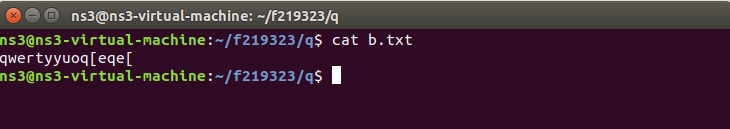 ns3@ns3-virtual-machine: ~/f219323/q
ns3@ns3-virtual-machine:~/f219323/q$ cat b.txt
qwertyyuoq[eqe[
ns3@ns3-virtual-machine:~/f219323/q$